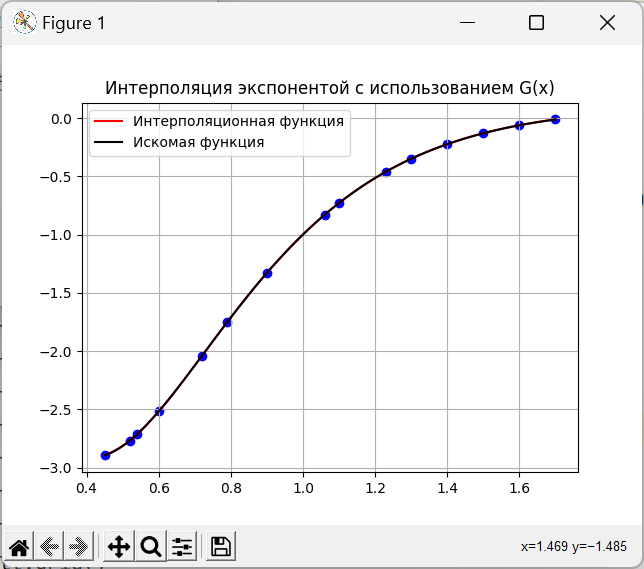 Figure 1
Интерполяция экспонентой с использованием G(x)
Интерполяционная функция
Искомая функция
0.0
−0.5
−1.0
−1.5
−2.0
−2.5
−3.0
0.4 0.6 0.8 1.0 1.2 1.4 1.6
x=1.469 y=−1.485